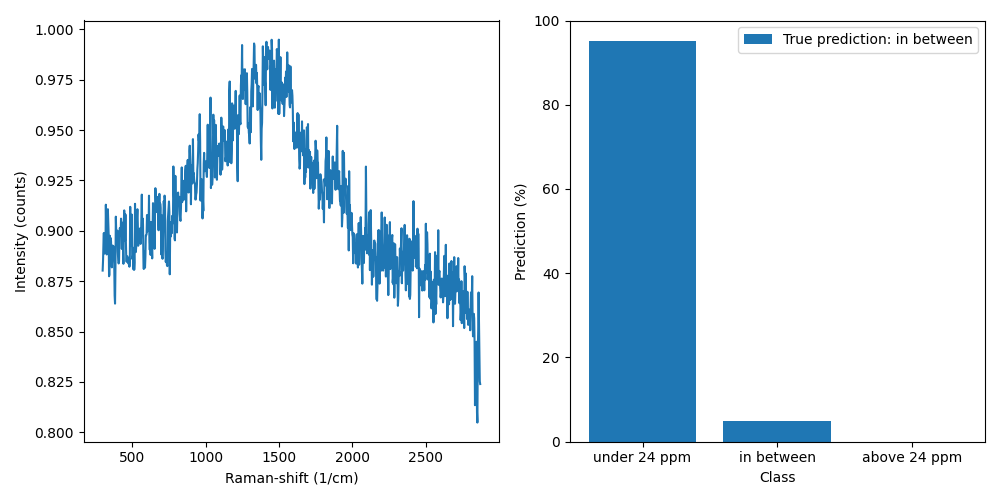 1.000
0.975
0.950
0.925
0.900
0.875
0.850
0.825
0.800
Intensity (counts)
500
1000
1500
2000
2500
Raman-shift (1/cm)
100
80
60
40
20
0
Prediction (%)
True prediction: in between
under 24 ppm
in between
above 24 ppm
Class